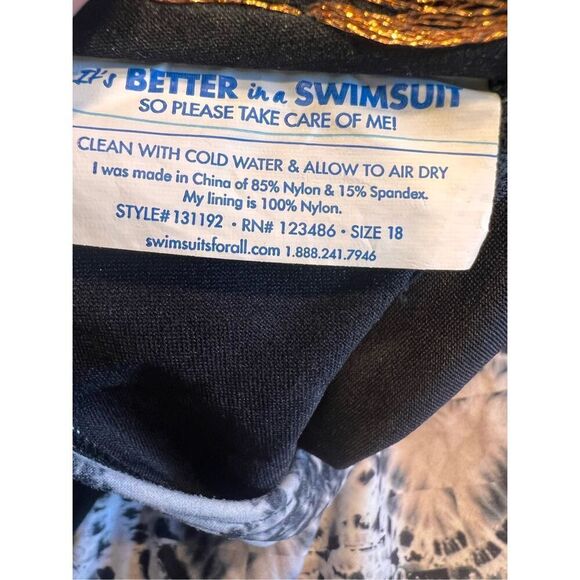 It's BETTER in a SWIMSUIT
SO PLEASE TAKE CARE OF ME!
CLEAN WITH COLD WATER & ALLOW TO AIR DRY
I was made in China of 85% Nylon & 15% Spandex.
My lining is 100% Nylon.
STYLE# 131192 • RN# 123486 • SIZE 18
swimsuitsforall.com 1.888.241.7946